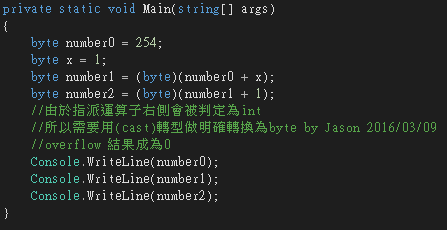 private static void Main(string[] args)
{
byte number0 = 254;
byte x = 1;
byte number1 = (byte)(number0 + x);
byte number2 = (byte)(number1 + 1);
//由於指派運算子右側會被判定為int
//所以需要用(cast)轉型做明確轉換為byte by Jason 2016/03/09
//overflow 結果成為0
Console.WriteLine(number0);
Console.WriteLine(number1);
Console.WriteLine(number2);
}